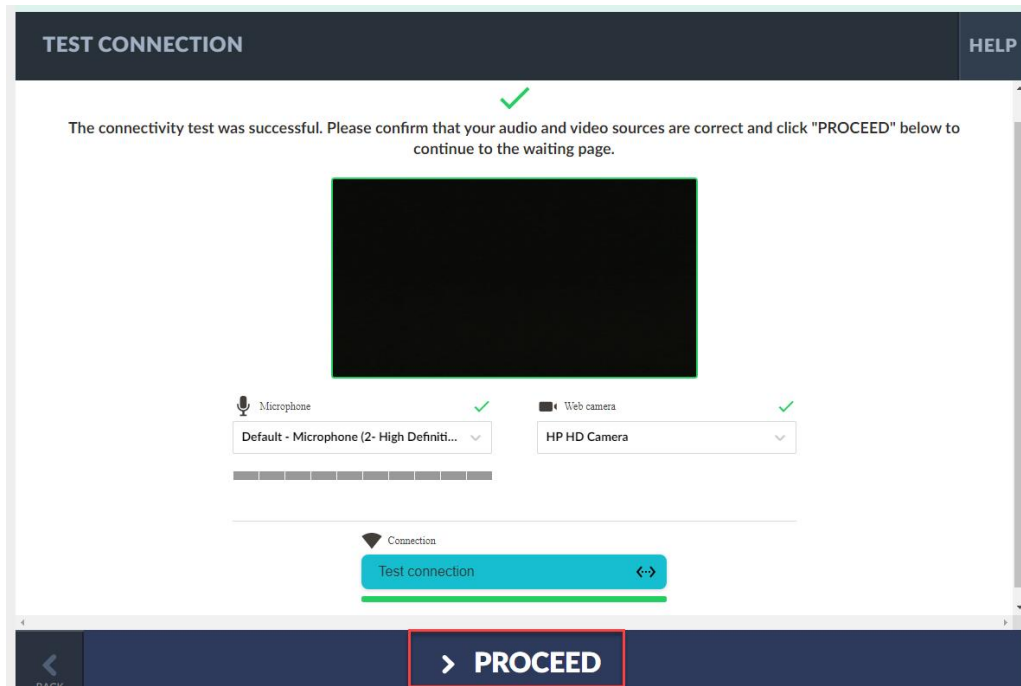 TEST CONNECTION
HELP
The connectivity test was successful. Please confirm that your audio and video sources are correct and click "PROCEED" below to
continue to the waiting page.
Microphone
Web camera
Default - Microphone (2- High Definiti...
HP HD Camera
Connection
Test connection
PROCEED
BACK